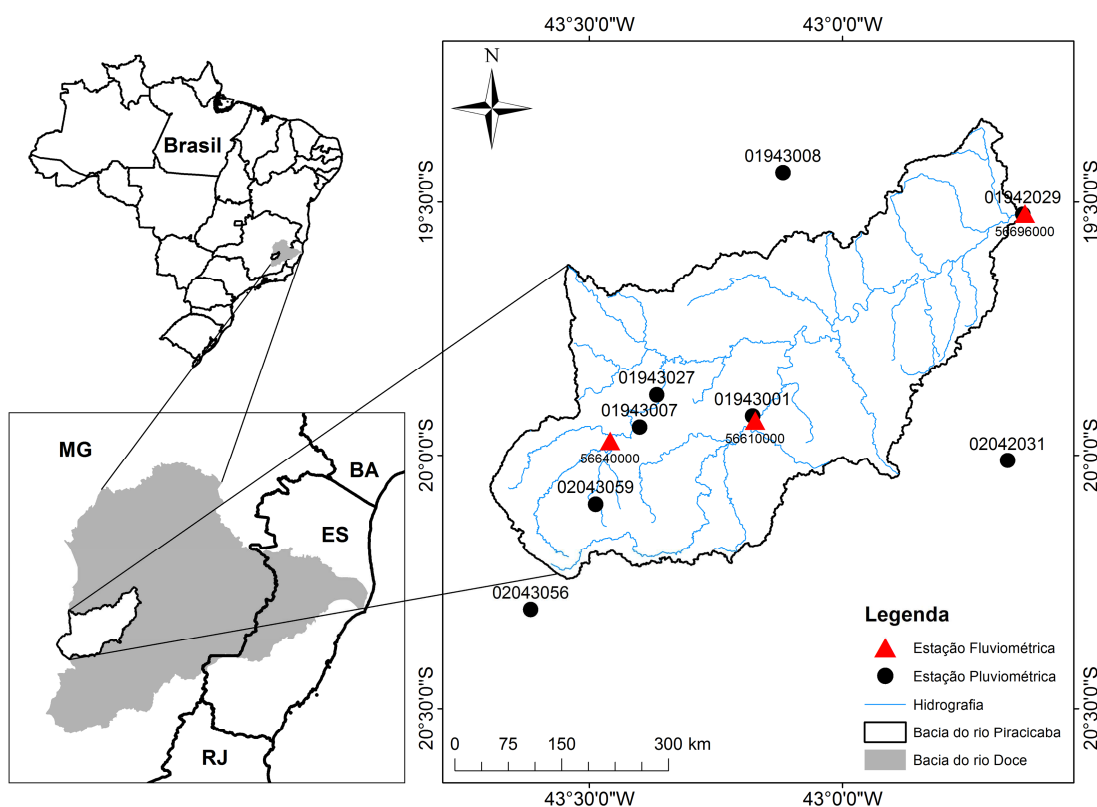 43°30'0"W
43°0'0"W
N
Brasil
01943008
19°30'0"S
19°30'0"S
01942029
56696000
01943027
01943007
01943001
56610000
56640000
02042031
20°0'0"S
20°0'0"S
02043059
02043056
MG
BA
ES
RJ
Legenda
Estação Fluviométrica
Estação Pluviométrica
Hidrografia
Bacia do rio Piracicaba
Bacia do rio Doce
20°30'0"S
20°30'0"S
0 75 150 300 km
43°30'0"W
43°0'0"W